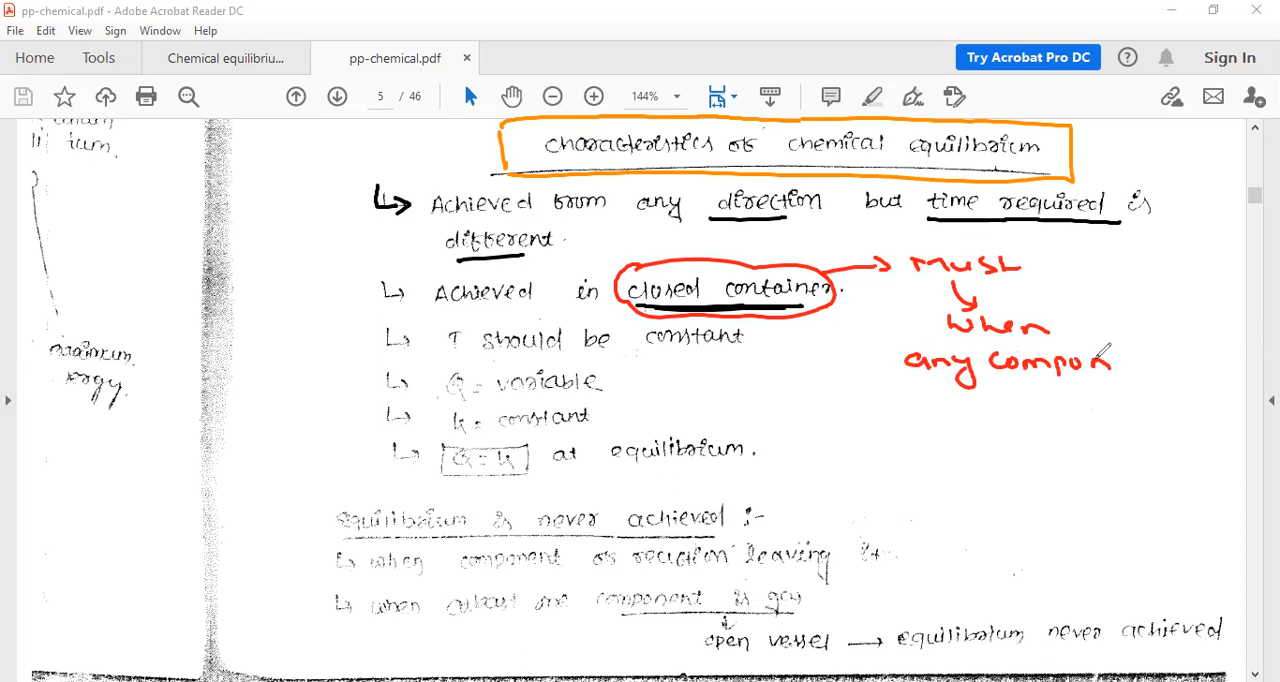 pp-chemical.pdf - Adobe Acrobat Reader DC
File Edit View Sign Window Help
Home Tools Chemical equilibriu... pp-chemical.pdf × Try Acrobat Pro DC Sign In
5 / 46 144%
characteristics of chemical equilibrium
Achieved from any direction but time required is
different.
Achieved in closed container. → Must
when
any compon
T should be constant
Q = variable
K = constant
Q = K at equilibrium.
equilibrium is never achieved :-
when component of reaction leaving it
when atleast one component is gas
open vessel → equilibrium never achieved
ium.